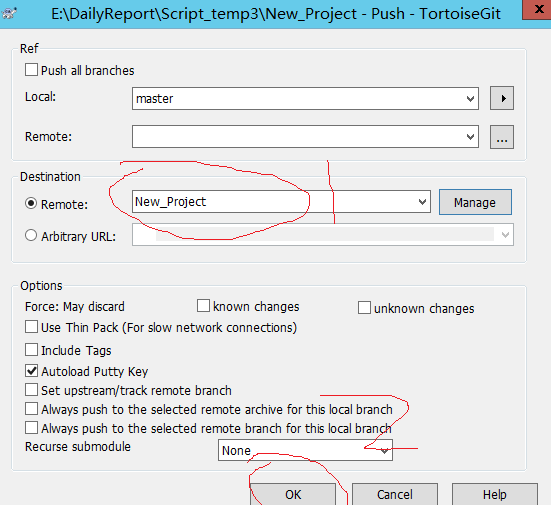 E:\DailyReport\Script_temp3\New_Project - Push - TortoiseGit
x
Ref
Push all branches
Local: master
Remote: ...
Destination
Remote: New_Project Manage
Arbitrary URL:
Options
Force: May discard known changes unknown changes
Use Thin Pack (For slow network connections)
Include Tags
Autoload Putty Key
Set upstream/track remote branch
Always push to the selected remote archive for this local branch
Always push to the selected remote branch for this local branch
Recurse submodule None
OK Cancel Help